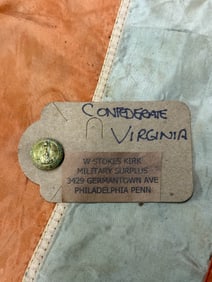 CONFEDERATE
VIRGINIA
W STOKES KIRK
MILITARY SURPLUS
3429 GERMANTOWN AVE
PHILADELPHIA PENN